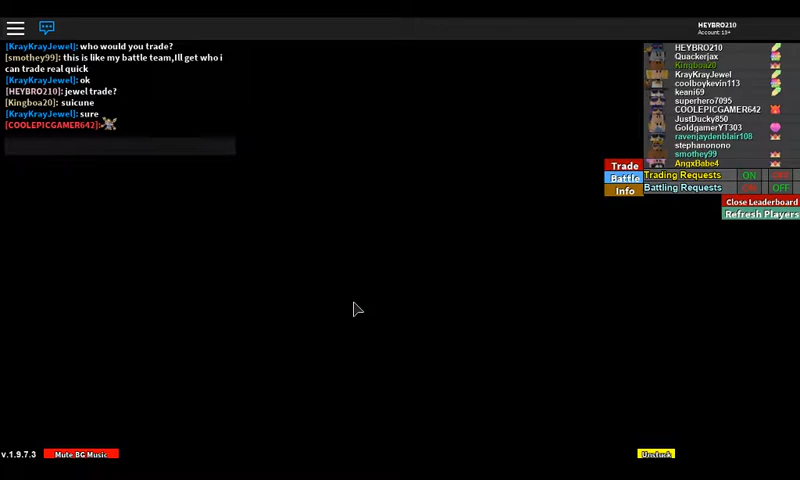 HEYBRO210
Account: 13+
[KrayKrayJewel]: who would you trade?
[smothey99]: this is like my battle team,Ill get who i
can trade real quick
[KrayKrayJewel]: ok
[HEYBRO210]: jewel trade?
[Kingboa20]: suicune
[KrayKrayJewel]: sure
[COOLEPICGAMER642]:
HEYBRO210
Quackerjax
Kingboa20
KrayKrayJewel
coolboykevin113
keani69
superhero7095
COOLEPICGAMER642
JustDucky850
GoldgamerYT303
ravenjaydenblair108
stephanonono
smothey99
AngxBabe4
Trade
Battle
Info
Trading Requests ON OFF
Battling Requests ON OFF
Close Leaderboard
Refresh Players
v.1.9.7.3
Mute BG Music
Unstuck